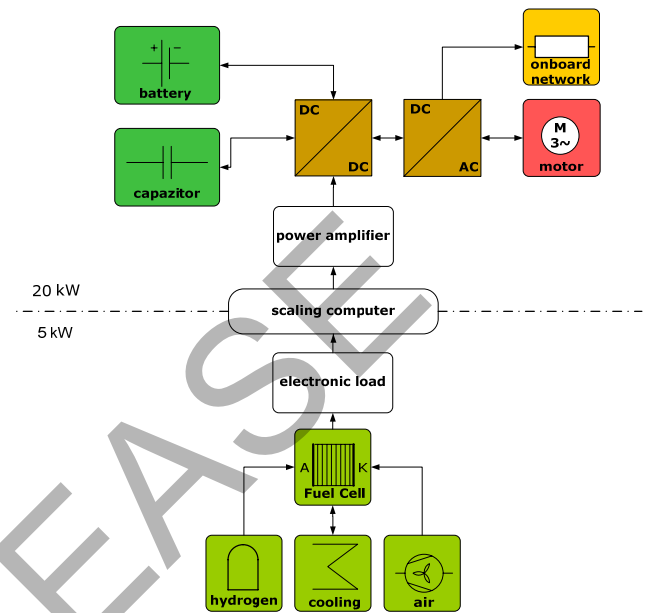 + −
battery
capazitor
DC
DC
DC
AC
onboard
network
M
3~
motor
power amplifier
20 kW
scaling computer
5 kW
electronic load
A K
Fuel Cell
hydrogen
cooling
air
EASE